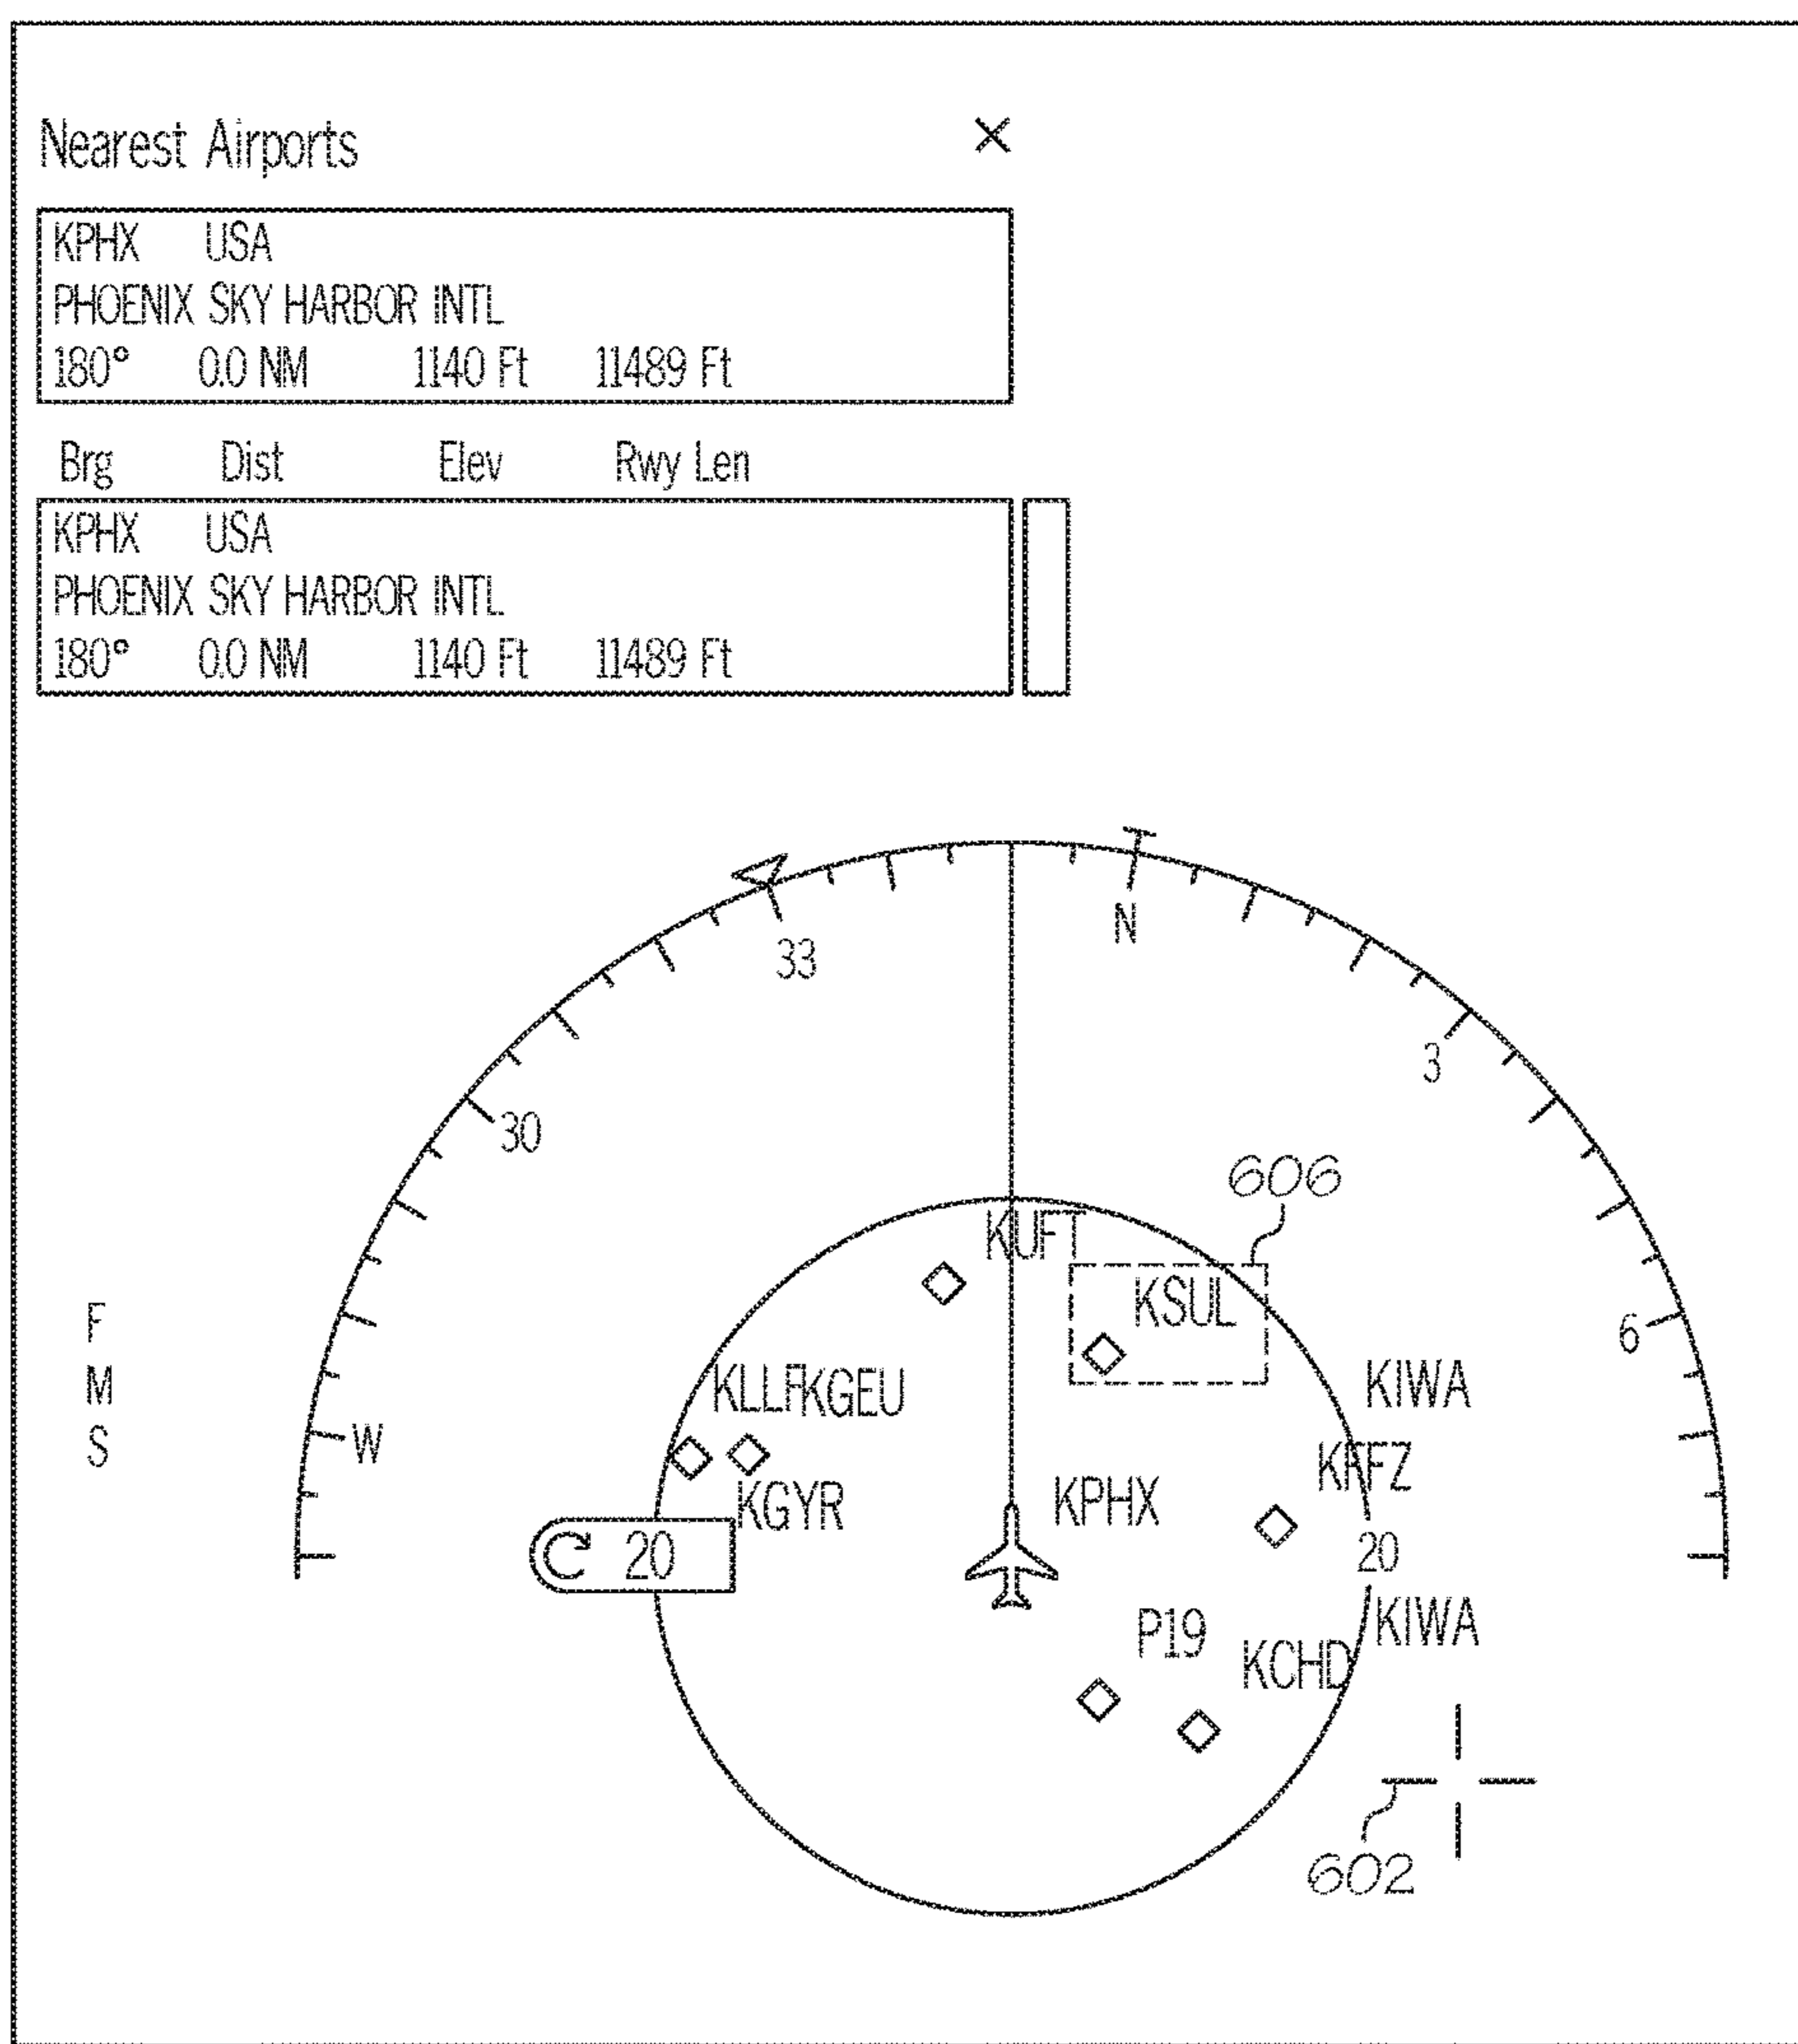 Nearest Airports ×
KPHX USA
PHOENIX SKY HARBOR INTL
180° 0.0 NM 1140 Ft 11489 Ft
Brg Dist Elev Rwy Len
KPHX USA
PHOENIX SKY HARBOR INTL
180° 0.0 NM 1140 Ft 11489 Ft
N
33
3
30
606
KUFT
KSUL
6
F
M
S
KLLF KGEU
KIWA
W
KFFZ
KGYR
KPHX
20
20
P19
KIWA
KCHD
602